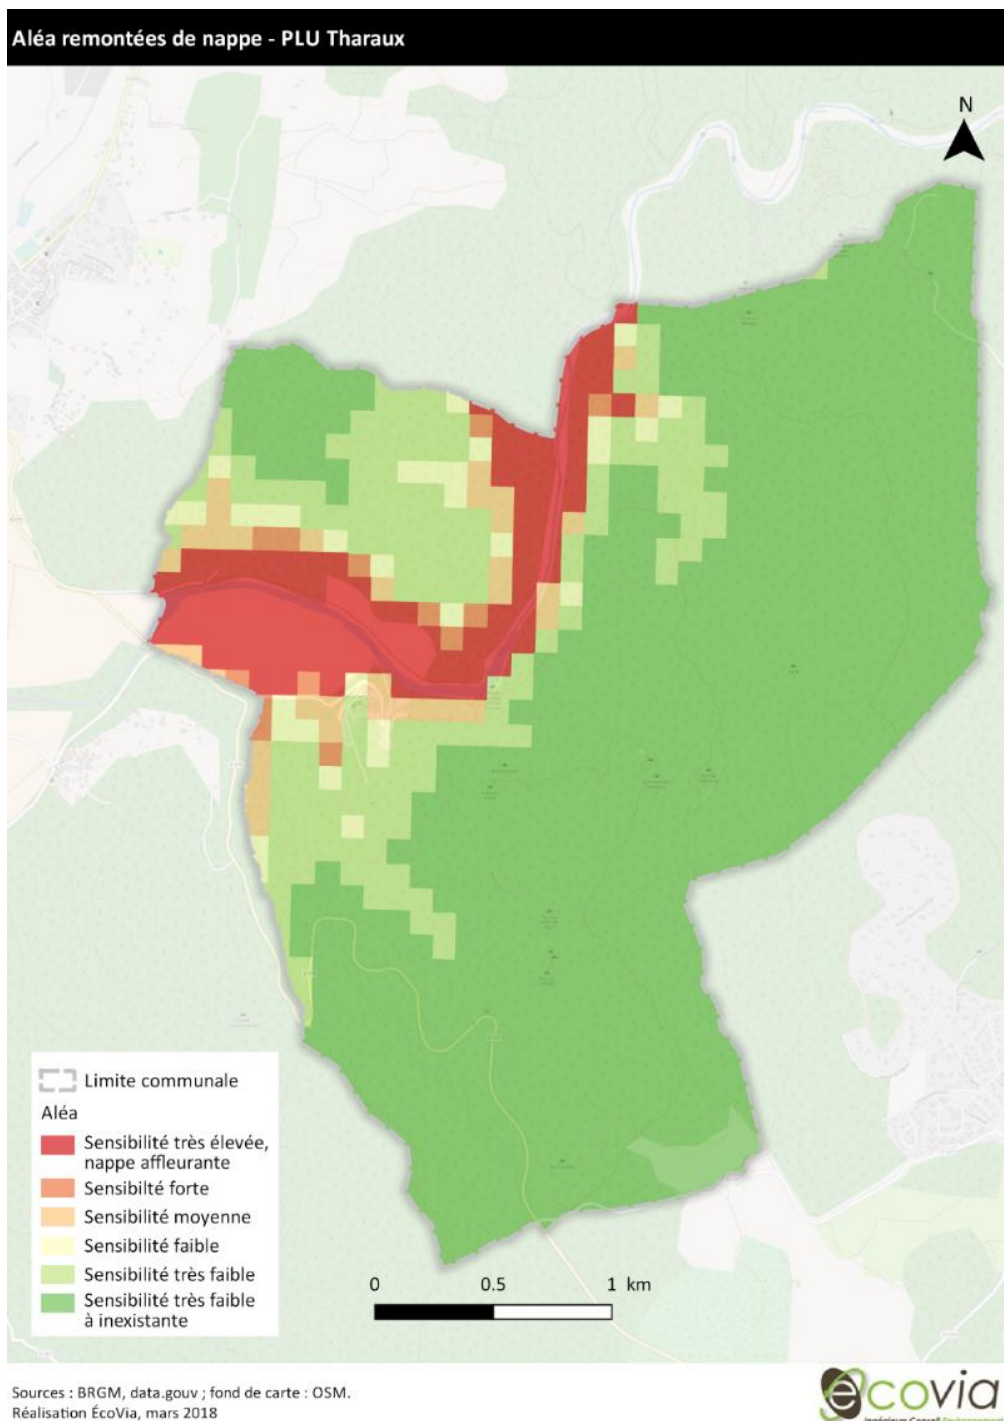 Aléa remontées de nappe - PLU Tharaux
N
Limite communale
Aléa
Sensibilité très élevée,
nappe affleurante
Sensibilté forte
Sensibilité moyenne
Sensibilité faible
Sensibilité très faible
Sensibilité très faible
à inexistante
0 0.5 1 km
Sources : BRGM, data.gouv ; fond de carte : OSM.
Réalisation ÉcoVia, mars 2018
écovia